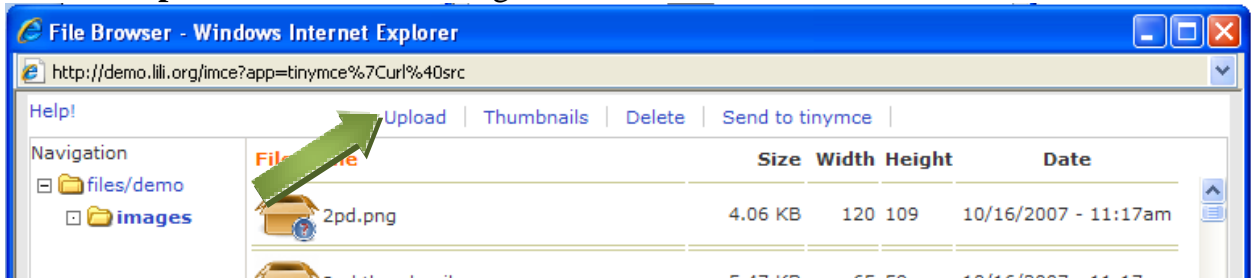 File Browser - Windows Internet Explorer
http://demo.lili.org/imce?app=tinymce%7Curl%40src
Help!
Upload | Thumbnails | Delete | Send to tinymce |
Navigation
Size Width Height Date
files/demo
images
2pd.png 4.06 KB 120 109 10/16/2007 - 11:17am